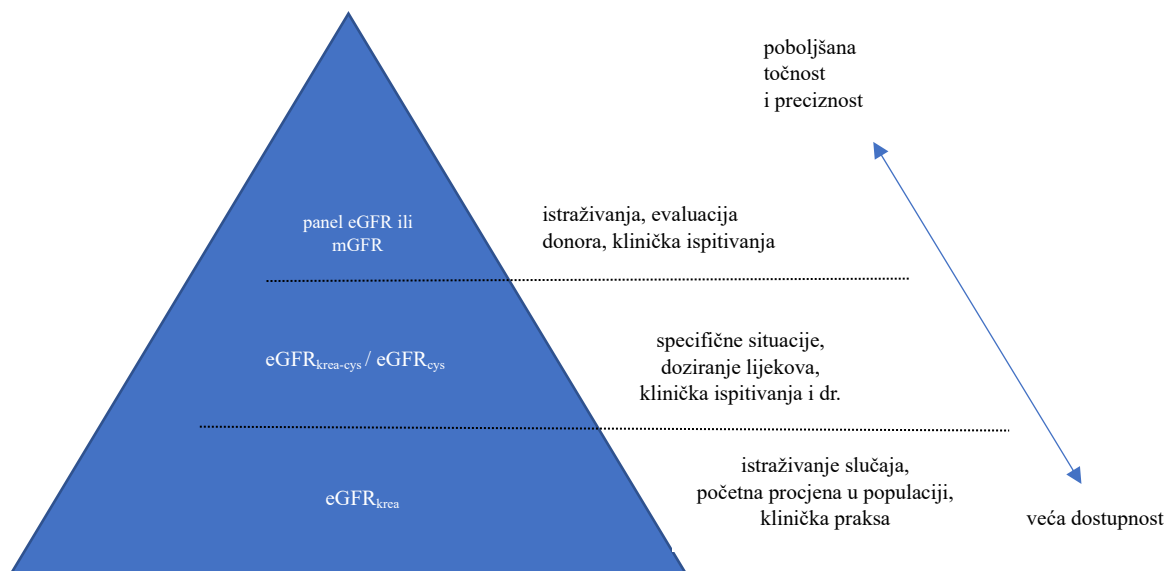 poboljšana
točnost
i preciznost
panel eGFR ili
mGFR
istraživanja, evaluacija
donora, klinička ispitivanja
eGFRkrea-cys / eGFRcys
specifične situacije,
doziranje lijekova,
klinička ispitivanja i dr.
eGFRkrea
istraživanje slučaja,
početna procjena u populaciji,
klinička praksa
veća dostupnost